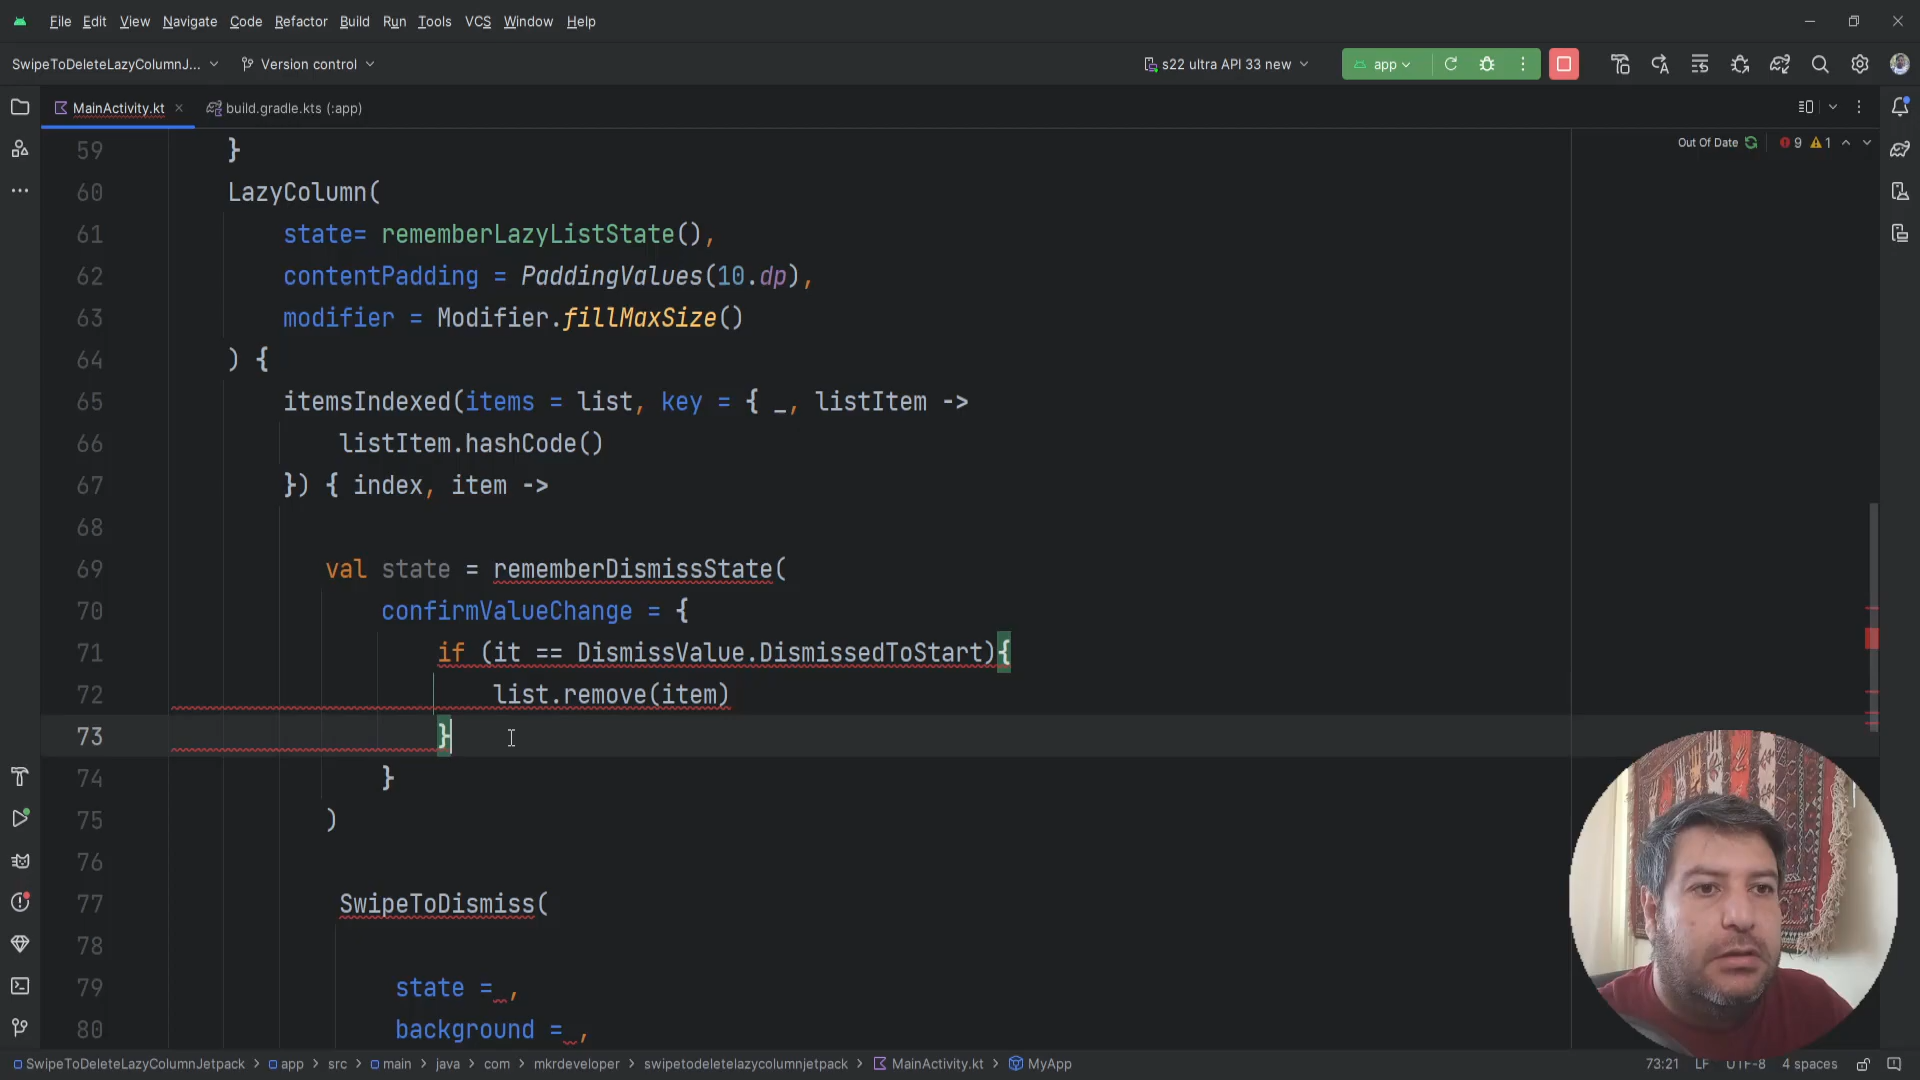 File Edit View Navigate Code Refactor Build Run Tools VCS Window Help
SwipeToDeleteLazyColumnJ... Version control s22 ultra API 33 new app
MainActivity.kt build.gradle.kts (:app)
Out Of Date 9 1
59 }
60 LazyColumn(
61 state= rememberLazyListState(),
62 contentPadding = PaddingValues(10.dp),
63 modifier = Modifier.fillMaxSize()
64 ) {
65 itemsIndexed(items = list, key = { _, listItem ->
66 listItem.hashCode()
67 }) { index, item ->
68
69 val state = rememberDismissState(
70 confirmValueChange = {
71 if (it == DismissValue.DismissedToStart){
72 list.remove(item)
73 }
74 }
75 )
76
77 SwipeToDismiss(
78
79 state = ,
80 background = ,
SwipeToDeleteLazyColumnJetpack > app > src > main > java > com > mkrdeveloper > swipetodeletelazycolumnjetpack > MainActivity.kt > MyApp 73:21 LF UTF-8 4 spaces